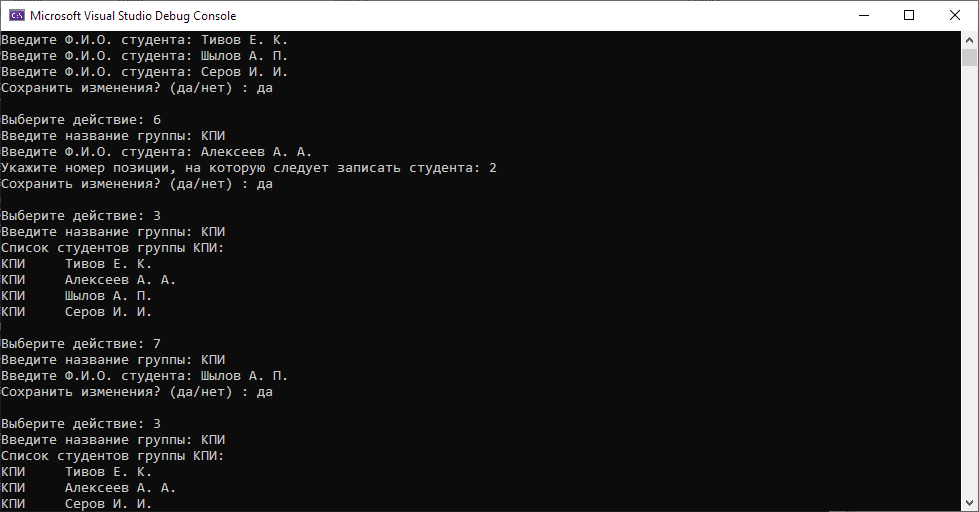 Microsoft Visual Studio Debug Console
Введите Ф.И.О. студента: Тивов Е. К.
Введите Ф.И.О. студента: Шылов А. П.
Введите Ф.И.О. студента: Серов И. И.
Сохранить изменения? (да/нет) : да
Выберите действие: 6
Введите название группы: КПИ
Введите Ф.И.О. студента: Алексеев А. А.
Укажите номер позиции, на которую следует записать студента: 2
Сохранить изменения? (да/нет) : да
Выберите действие: 3
Введите название группы: КПИ
Список студентов группы КПИ:
КПИ     Тивов Е. К.
КПИ     Алексеев А. А.
КПИ     Шылов А. П.
КПИ     Серов И. И.
Выберите действие: 7
Введите название группы: КПИ
Введите Ф.И.О. студента: Шылов А. П.
Сохранить изменения? (да/нет) : да
Выберите действие: 3
Введите название группы: КПИ
Список студентов группы КПИ:
КПИ     Тивов Е. К.
КПИ     Алексеев А. А.
КПИ     Серов И. И.